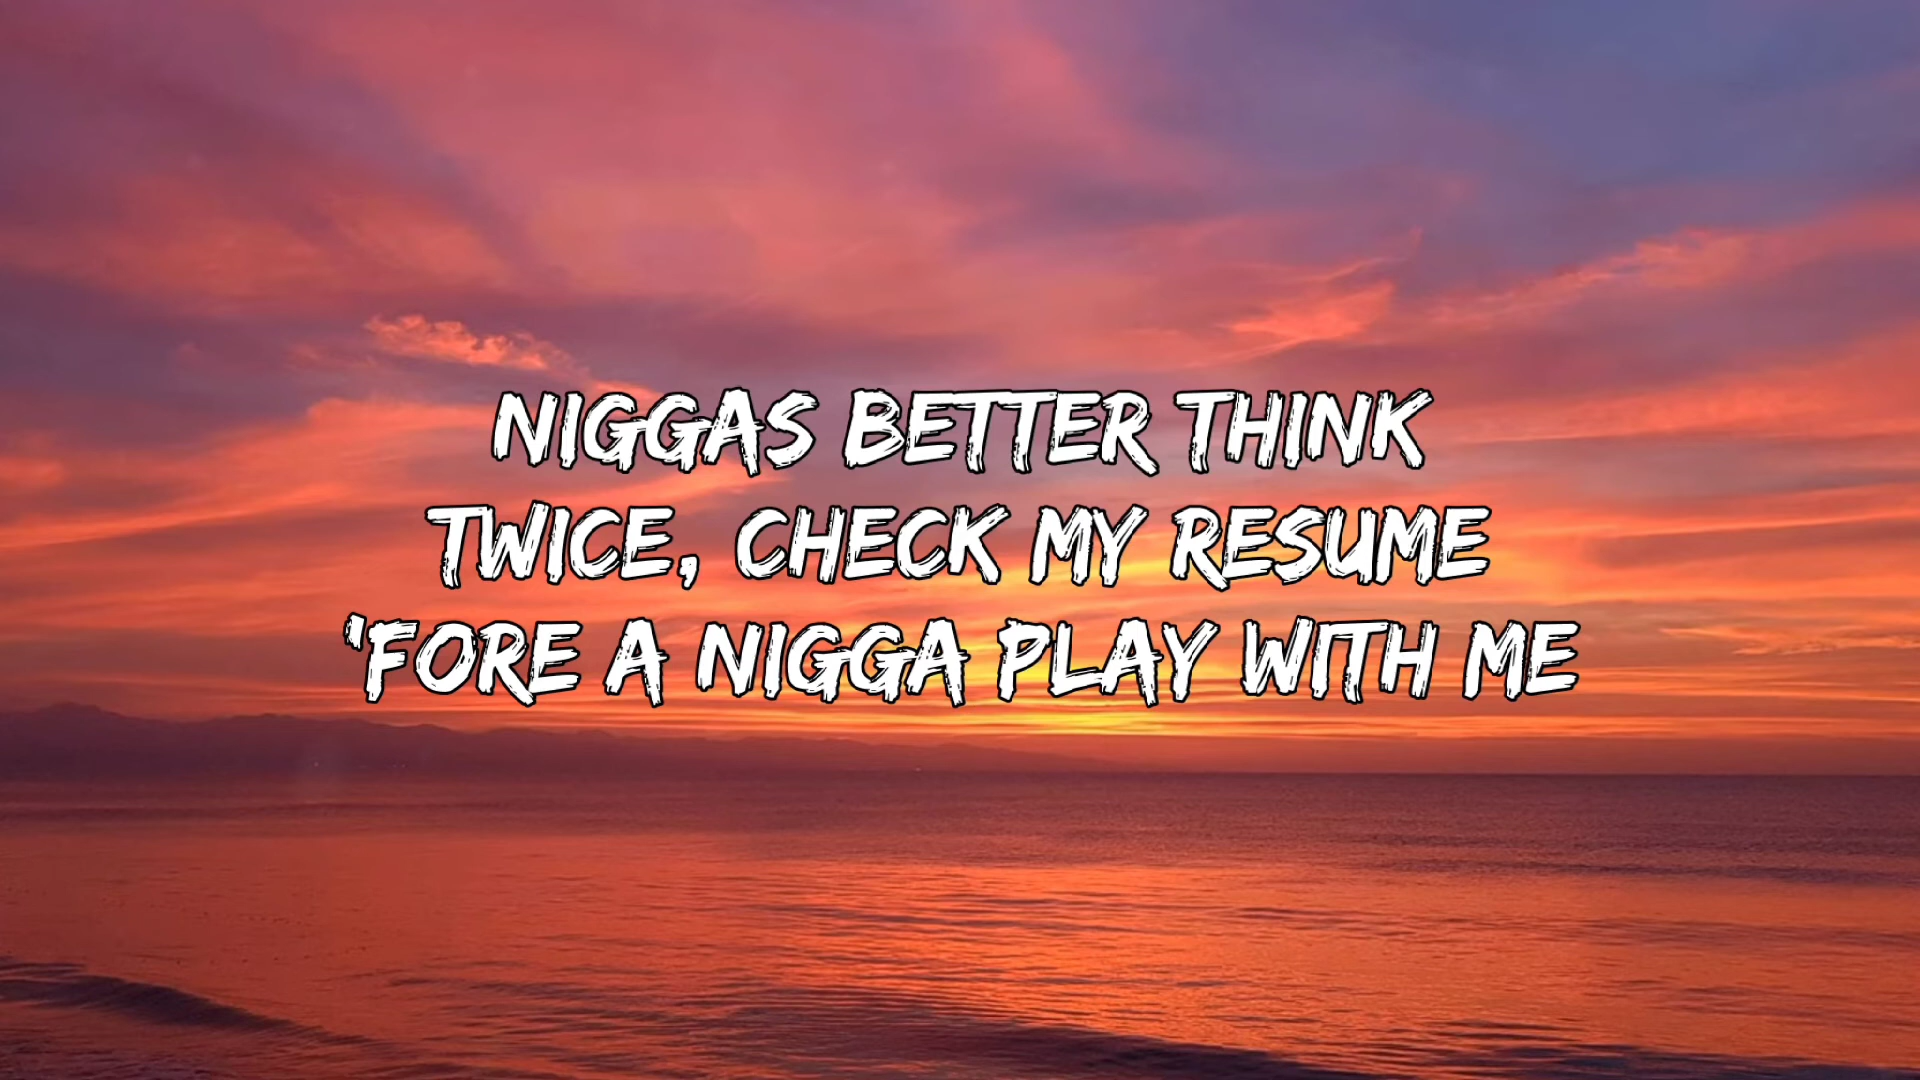 NIGGAS BETTER THINK
TWICE, CHECK MY RESUME
'FORE A NIGGA PLAY WITH ME